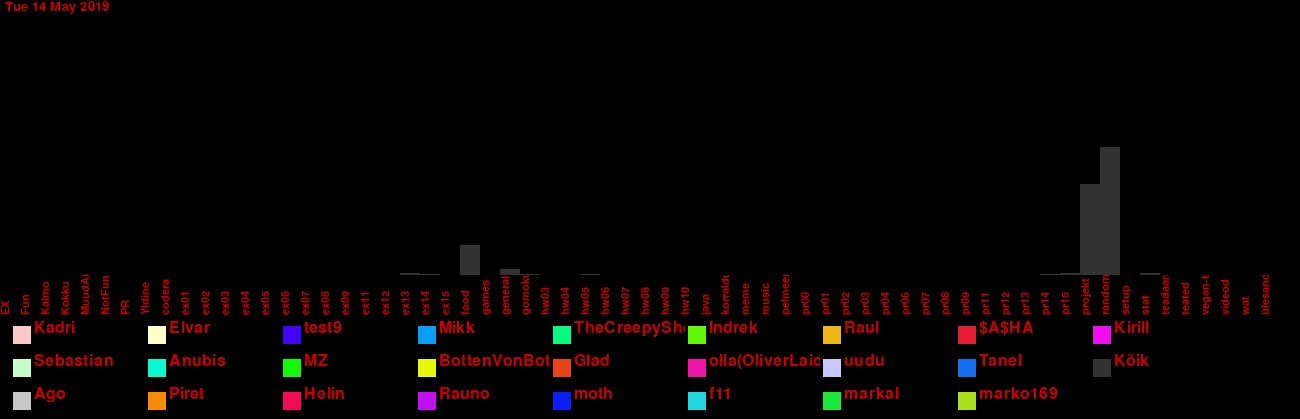 Tue 14 May 2019
EX
Fun
Kalmo
Kokku
MuudAi
NotFun
PR
Yldine
codera
ex01
ex02
ex03
ex04
ex05
ex06
ex07
ex08
ex09
ex11
ex12
ex13
ex14
ex15
food
games
general
gomoku
hw03
hw04
hw05
hw06
hw07
hw08
hw09
hw10
java
korraldu
meme
music
pelmeen
pr00
pr01
pr02
pr03
pr04
pr06
pr07
pr08
pr09
pr11
pr12
pr13
pr14
pr15
projekt
random
setup
stat
teadaan
teated
vegan-t
videod
wat
ülesand
Kadri Elvar test9 Mikk TheCreepyShe Indrek Raul $A$HA Kirill
Sebastian Anubis MZ BottenVonBot Glad olla(OliverLaid uudu Tanel Kõik
Ago Piret Helin Rauno moth f11 markal marko169